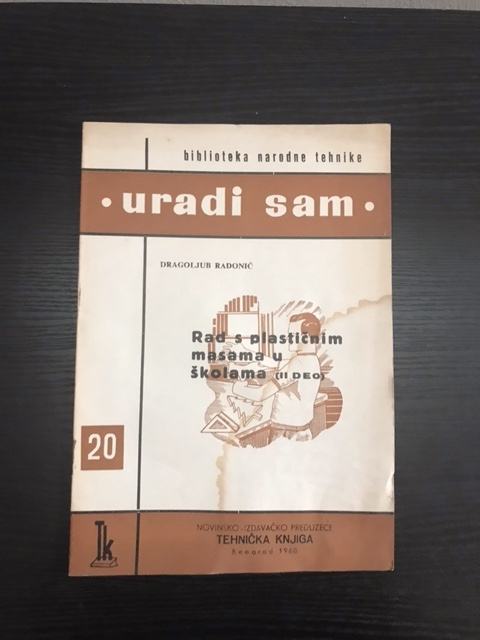 biblioteka narodne tehnike
• uradi sam •
DRAGOLJUB RADONIĆ
Rad s plastičnim
masama u
školama (II DEO)
20
Tk
NOVINSKO-IZDAVAČKO PREDUZEĆE
TEHNIČKA KNJIGA
Beograd 1960